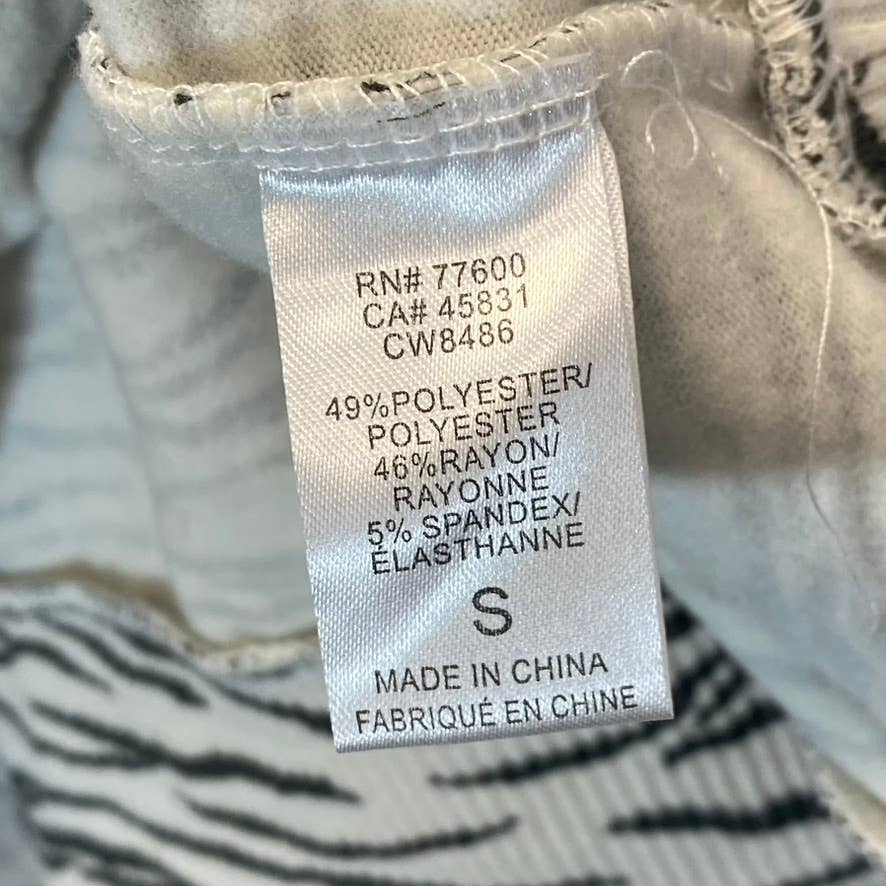 RN# 77600
CA# 45831
CW8486
49%POLYESTER/
POLYESTER
46%RAYON/
RAYONNE
5% SPANDEX/
ÉLASTHANNE
S
MADE IN CHINA
FABRIQUÉ EN CHINE